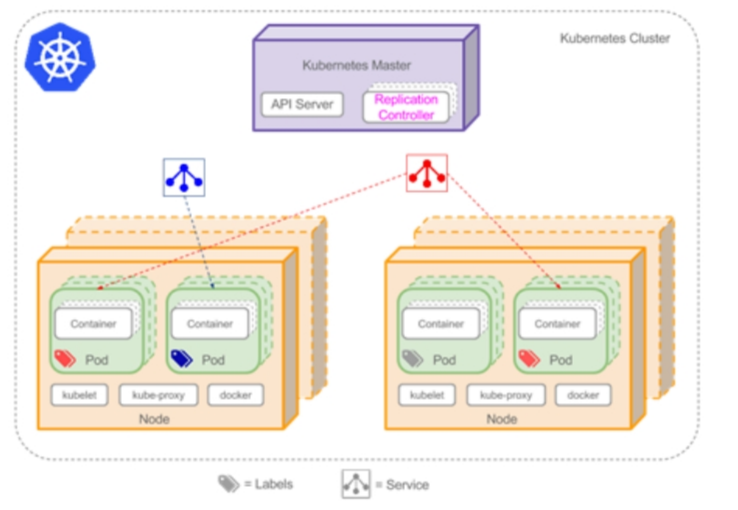 Kubernetes Cluster
Kubernetes Master
API Server
Replication
Controller
Container
Pod
Container
Pod
kubelet
kube-proxy
docker
Node
Container
Pod
Container
Pod
kubelet
kube-proxy
docker
Node
= Labels
= Service